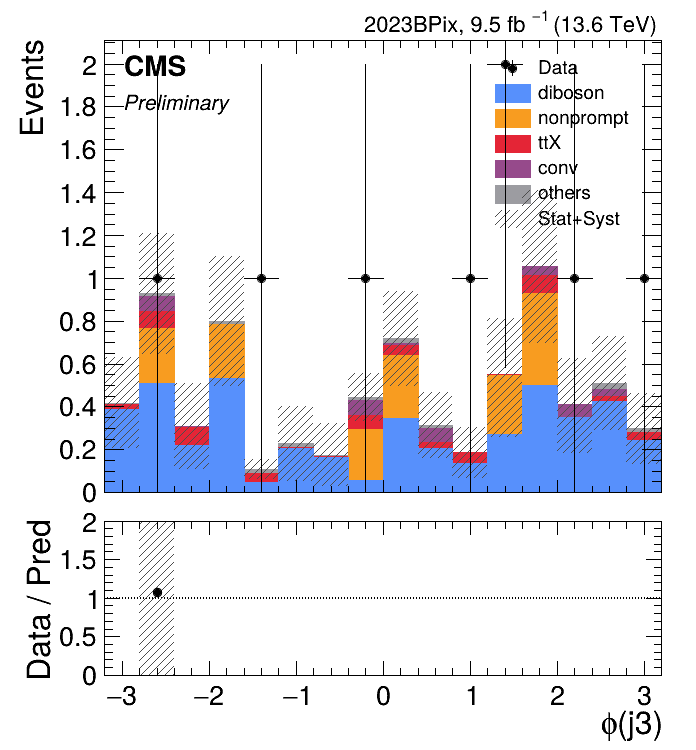 2023BPix, 9.5 fb⁻¹ (13.6 TeV)
CMS
Preliminary
Events
2
1.8
1.6
1.4
1.2
1
0.8
0.6
0.4
0.2
0
Data
diboson
nonprompt
ttX
conv
others
Stat+Syst
Data / Pred
2
1.5
1
0.5
0
−3 −2 −1 0 1 2 3
ϕ(j3)